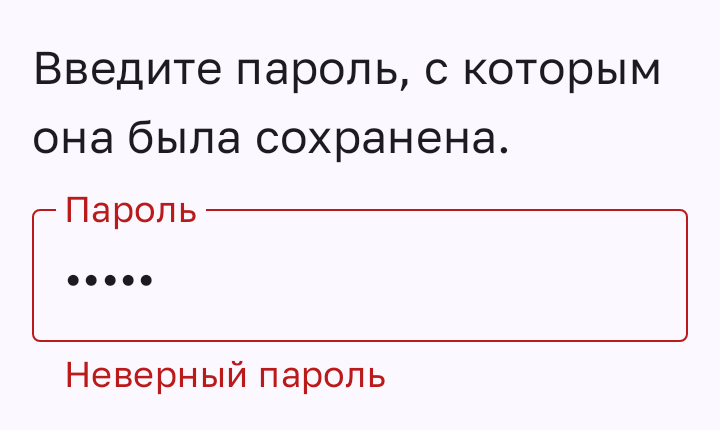 Введите пароль, с которым
она была сохранена.
Пароль
•••••
Неверный пароль